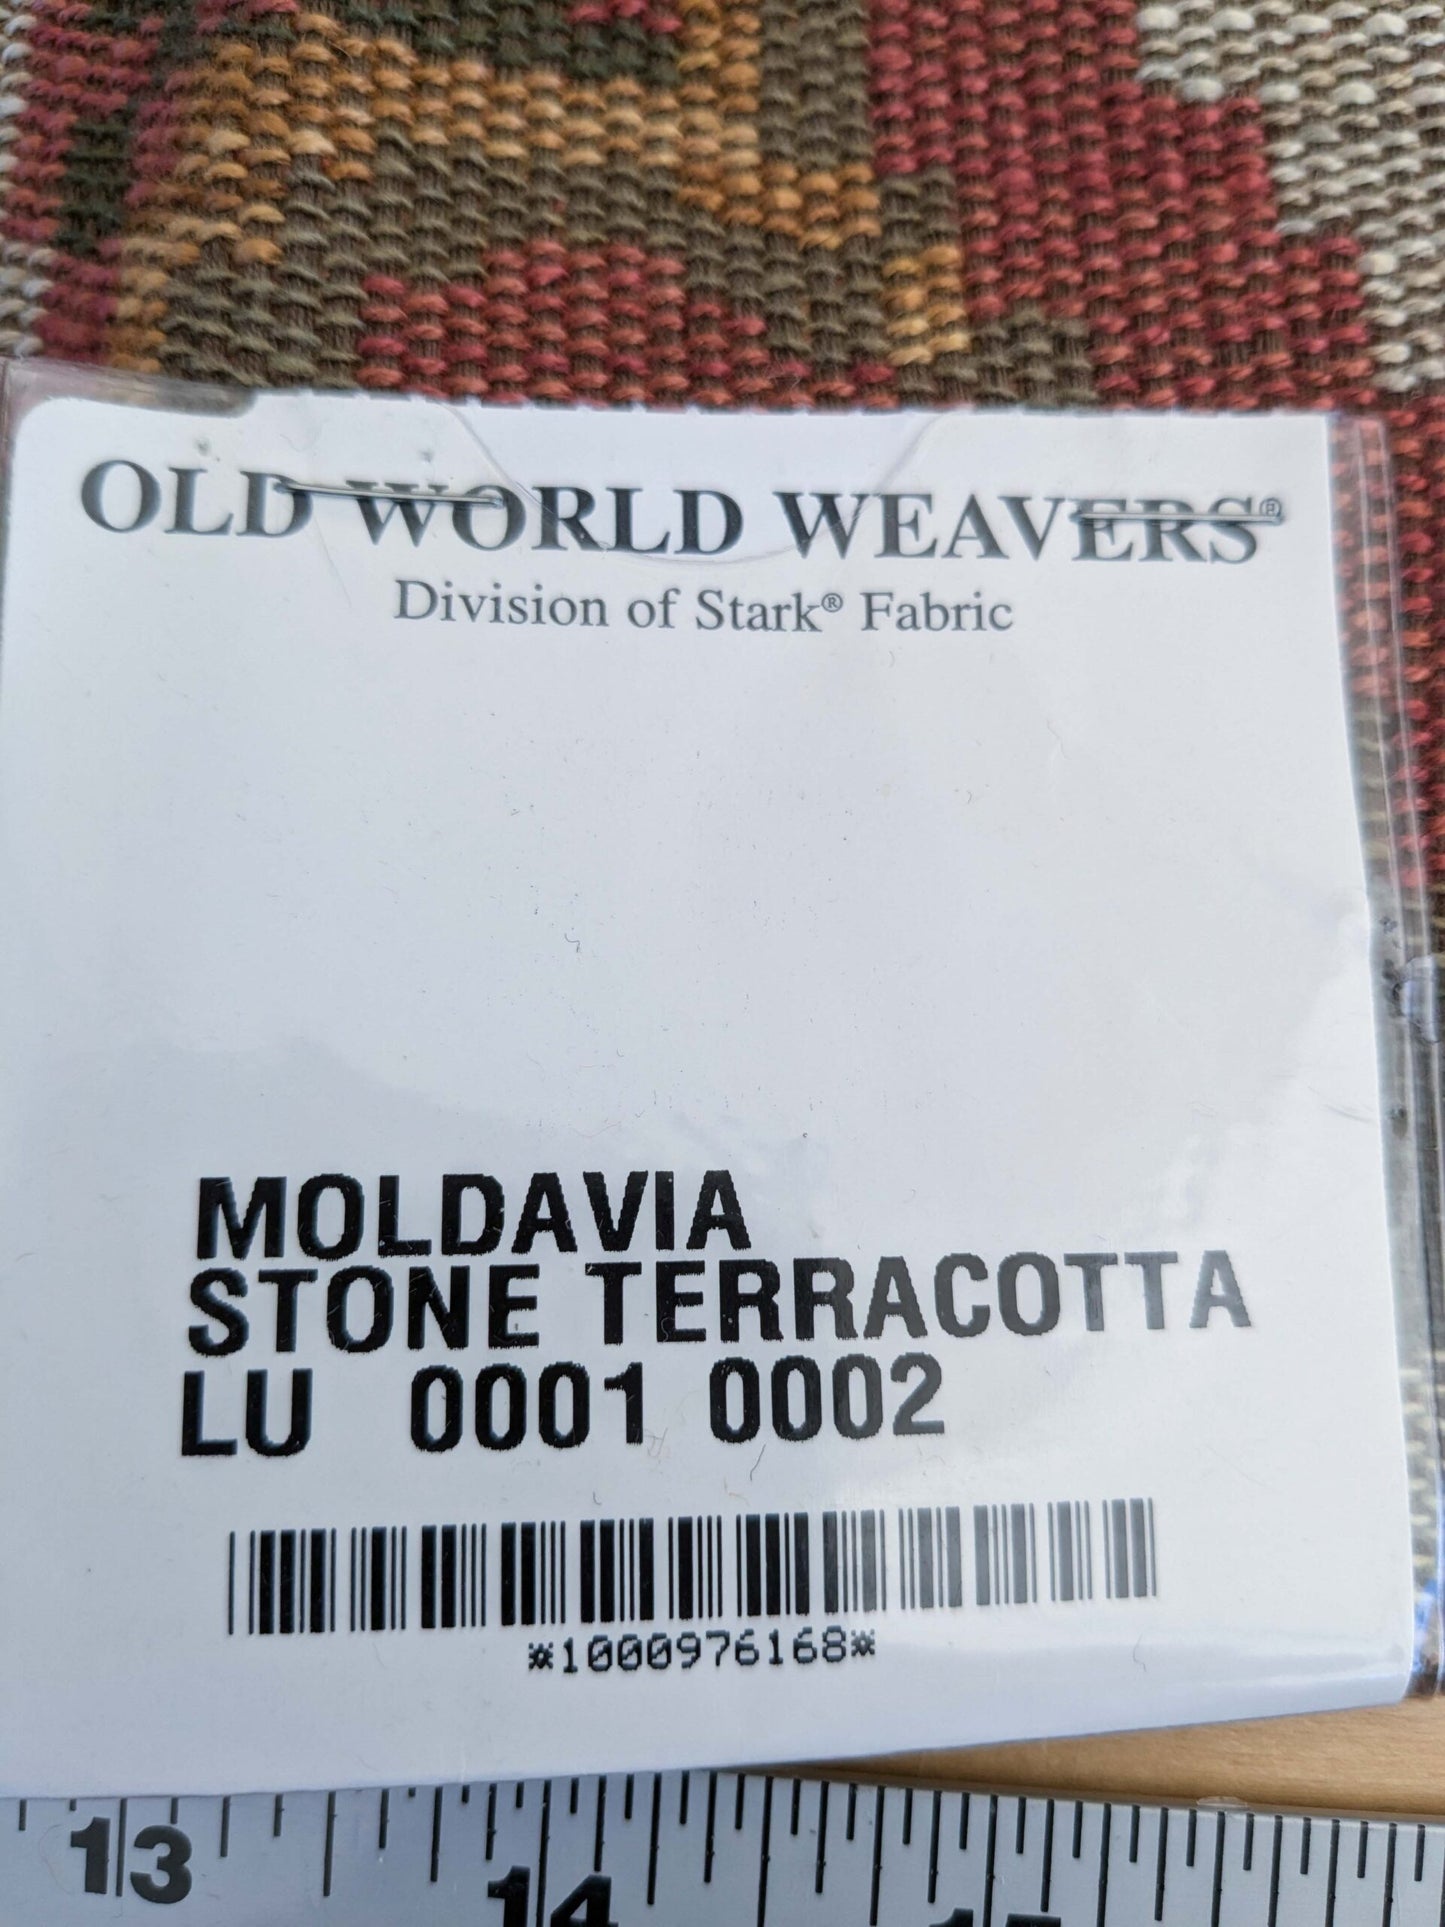 OLD WORLD WEAVERS®
Division of Stark® Fabric
MOLDAVIA
STONE TERRACOTTA
LU 0001 0002
*1000976168*
13 14